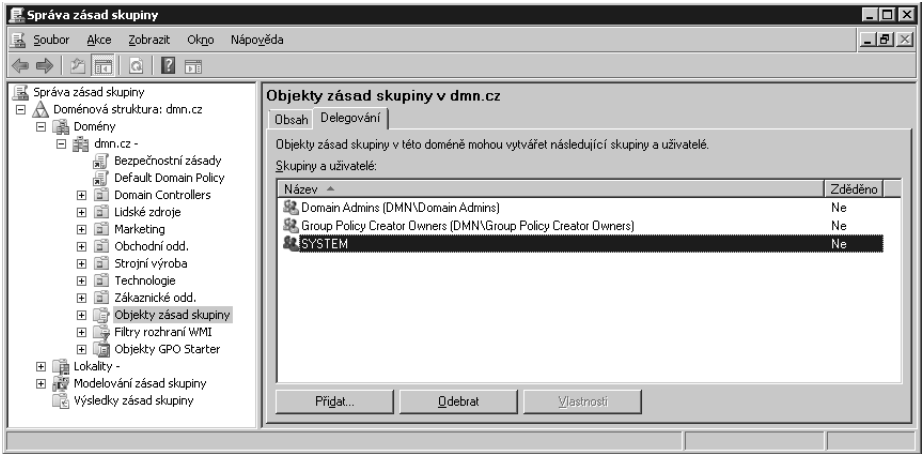 Správa zásad skupiny
Soubor Akce Zobrazit Okno Nápověda
Správa zásad skupiny
Doménová struktura: dmn.cz
Domény
dmn.cz -
Bezpečnostní zásady
Default Domain Policy
Domain Controllers
Lidské zdroje
Marketing
Obchodní odd.
Strojní výroba
Technologie
Zákaznické odd.
Objekty zásad skupiny
Filtry rozhraní WMI
Objekty GPO Starter
Lokality -
Modelování zásad skupiny
Výsledky zásad skupiny
Objekty zásad skupiny v dmn.cz
Obsah Delegování
Objekty zásad skupiny v této doméně mohou vytvářet následující skupiny a uživatelé.
Skupiny a uživatelé:
Název Zděděno
Domain Admins (DMN\Domain Admins) Ne
Group Policy Creator Owners (DMN\Group Policy Creator Owners) Ne
SYSTEM Ne
Přidat... Odebrat Vlastnosti